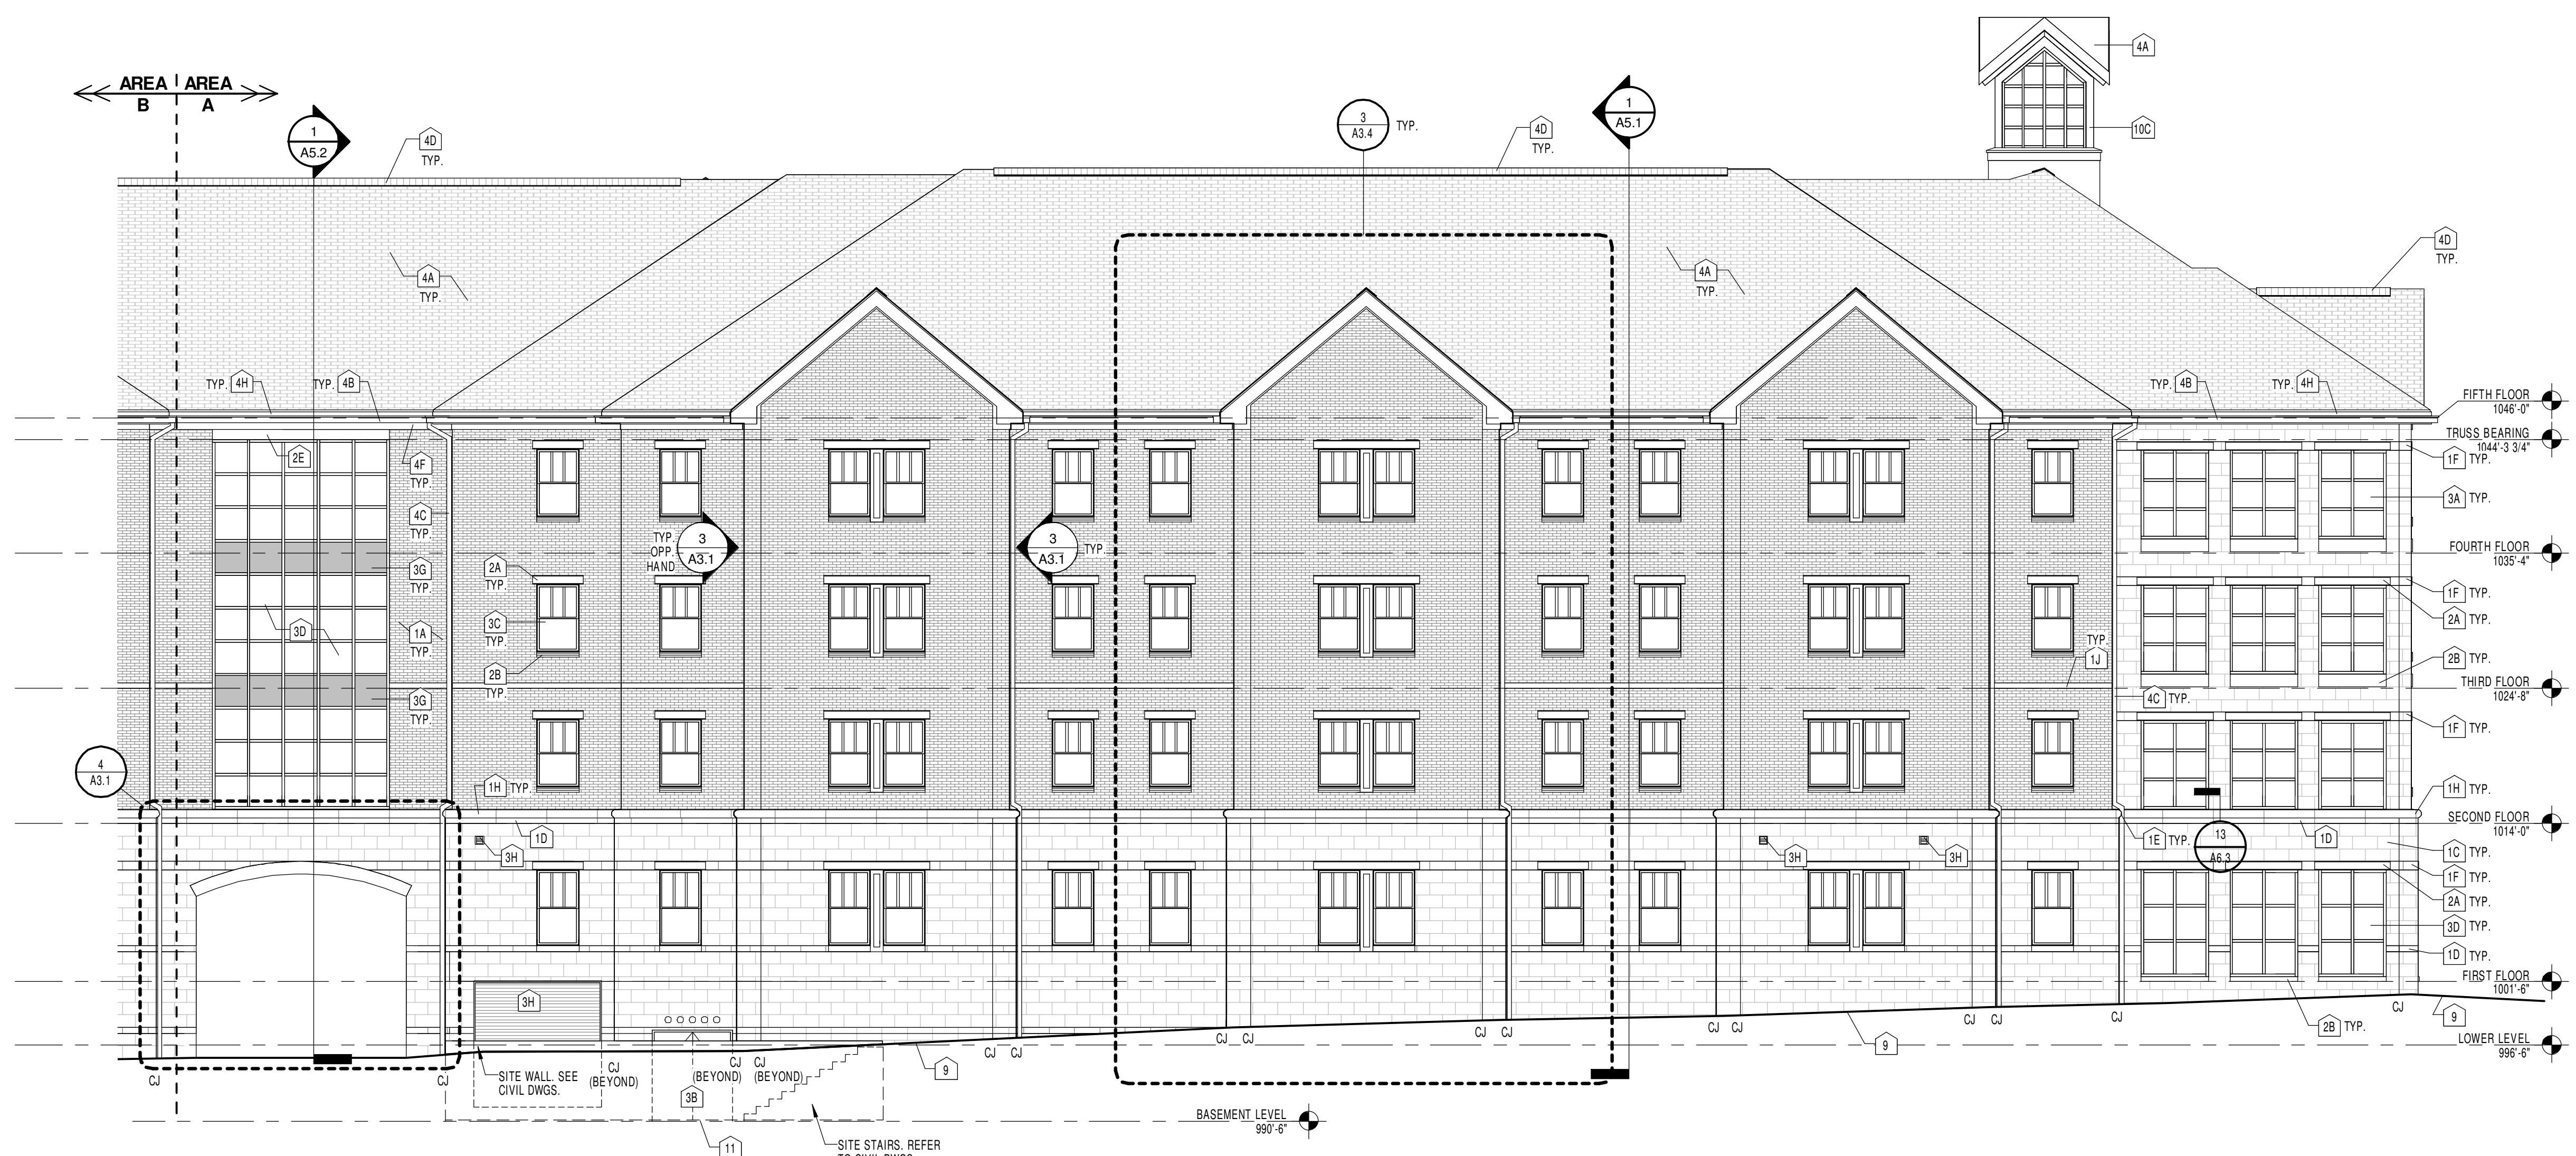 4A
AREA AREA
B A
1
A5.2
4D
TYP.
3
A3.4
TYP.
4D
TYP.
1
A5.1
10C
4A
TYP.
4A
TYP.
4D
TYP.
TYP. 4H
TYP. 4B
TYP. 4B
TYP. 4H
FIFTH FLOOR
1046'-0"
TRUSS BEARING
1044'-3 3/4"
2E
4F
TYP.
1F TYP.
3A TYP.
4C
TYP.
TYP.
OPP.
HAND
3
A3.1
3
A3.1
TYP.
FOURTH FLOOR
1035'-4"
3G
TYP.
2A
TYP.
1F TYP.
2A TYP.
3D
1A
TYP.
3C
TYP.
TYP.
1J
2B TYP.
2B
TYP.
THIRD FLOOR
1024'-8"
3G
TYP.
4C TYP.
1F TYP.
4
A3.1
1H TYP.
1H TYP.
SECOND FLOOR
1014'-0"
1D
3H
3H
3H
1E TYP.
13
A6.3
1D
1C TYP.
1F TYP.
2A TYP.
3D TYP.
1D TYP.
FIRST FLOOR
1001'-6"
3H
CJ
CJ
CJ
CJ
CJ
CJ
CJ
CJ
CJ
CJ
CJ
CJ
9
2B TYP.
9
LOWER LEVEL
996'-6"
CJ
CJ
CJ
CJ
SITE WALL. SEE
CIVIL DWGS.
CJ
(BEYOND)
CJ
(BEYOND)
CJ
(BEYOND)
9
3B
BASEMENT LEVEL
990'-6"
11
SITE STAIRS. REFER